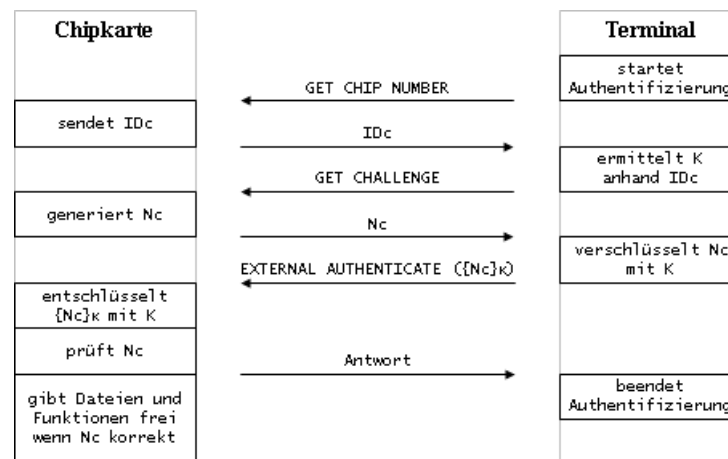 Chipkarte
Terminal
startet
Authentifizierung
GET CHIP NUMBER
sendet IDc
IDc
ermittelt K
anhand IDc
GET CHALLENGE
generiert Nc
Nc
verschlüsselt Nc
mit K
EXTERNAL AUTHENTICATE ({Nc}K)
entschlüsselt
{Nc}K mit K
prüft Nc
Antwort
gibt Dateien und
Funktionen frei
wenn Nc korrekt
beendet
Authentifizierung